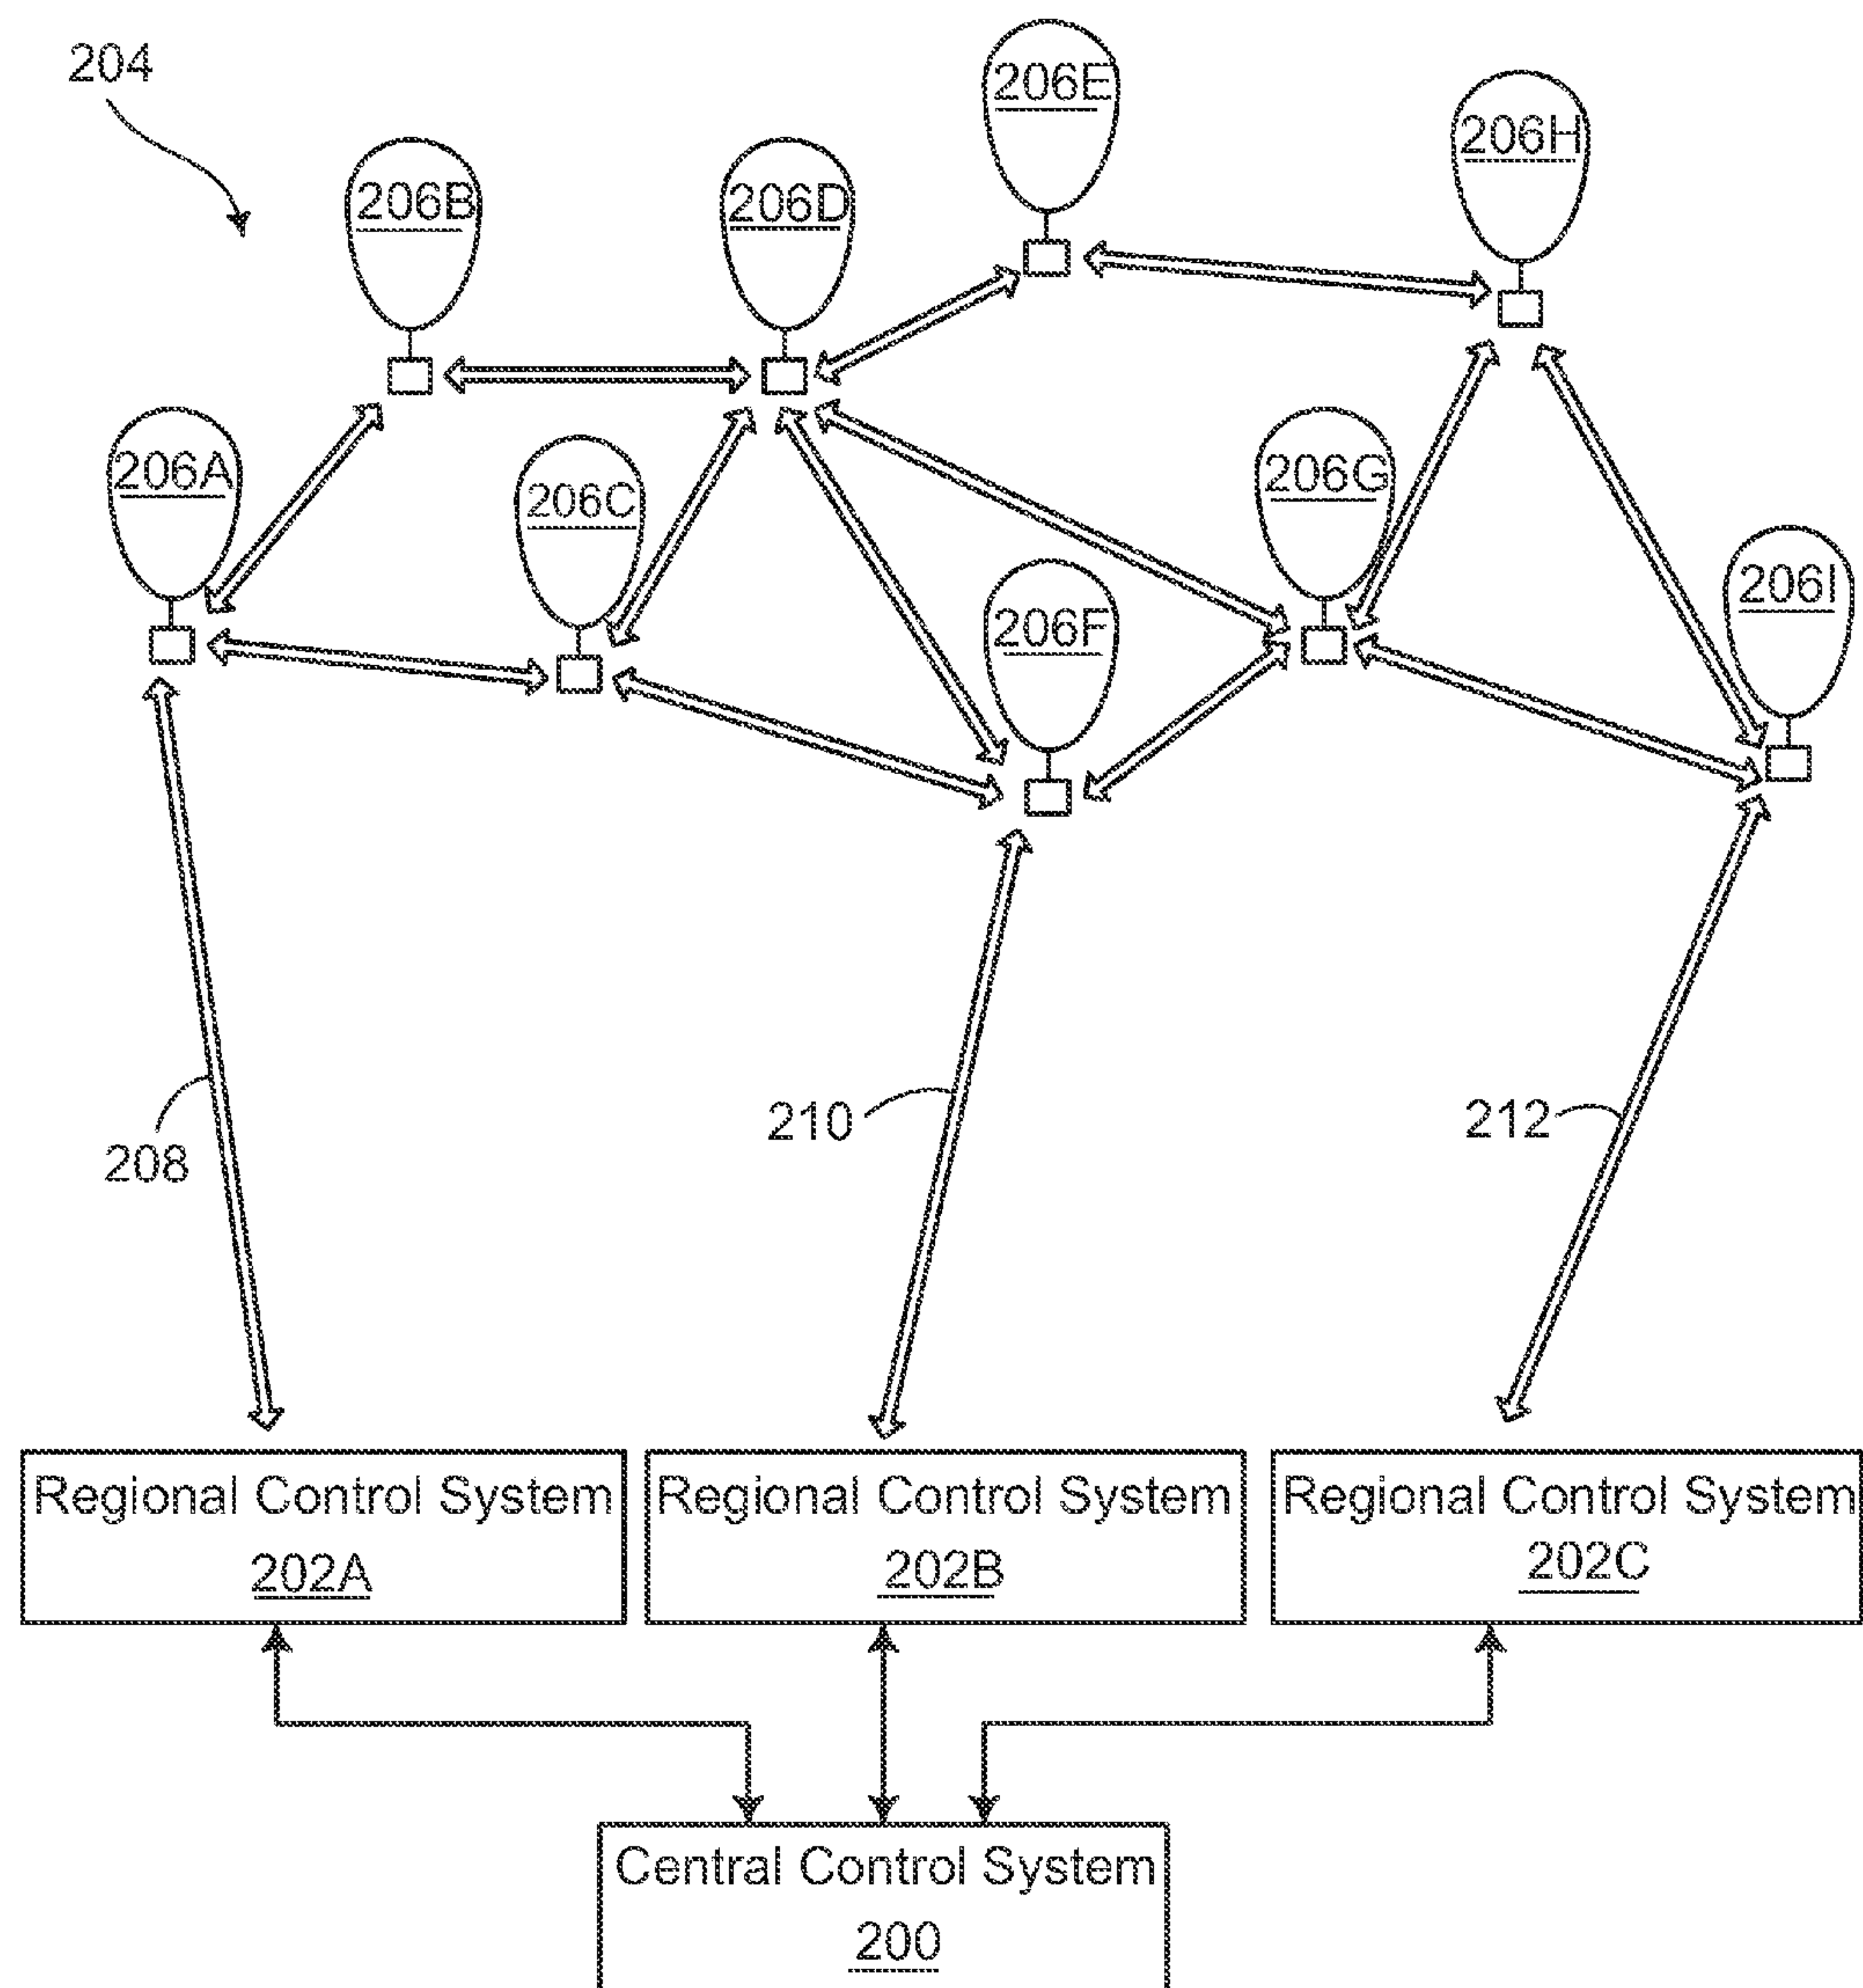 204
206E
206H
206B
206D
206A
206C
206G
206F
206I
208
210
212
Regional Control System
202A
Regional Control System
202B
Regional Control System
202C
Central Control System
200